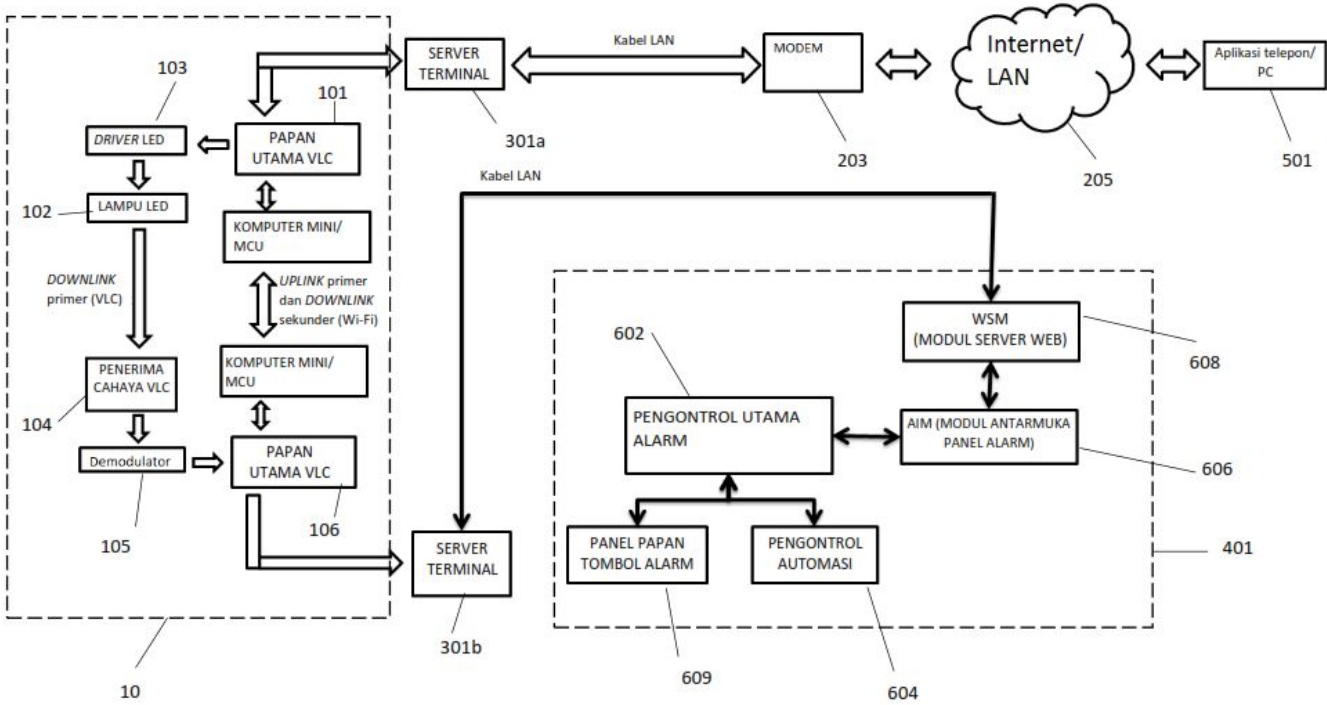 103
DRIVER LED
LAMPU LED
102
DOWNLINK
primer (VLC)
PENERIMA
CAHAYA VLC
104
Demodulator
105
101
PAPAN
UTAMA VLC
KOMPUTER MINI/
MCU
UPLINK primer
dan DOWNLINK
sekunder (Wi-Fi)
KOMPUTER MINI/
MCU
PAPAN
UTAMA VLC
106
10
SERVER
TERMINAL
301a
Kabel LAN
MODEM
203
Internet/
LAN
205
Aplikasi telepon/
PC
501
Kabel LAN
SERVER
TERMINAL
301b
WSM
(MODUL SERVER WEB)
608
602
PENGONTROL UTAMA
ALARM
AIM (MODUL ANTARMUKA
PANEL ALARM)
606
PANEL PAPAN
TOMBOL ALARM
609
PENGONTROL
AUTOMASI
604
401